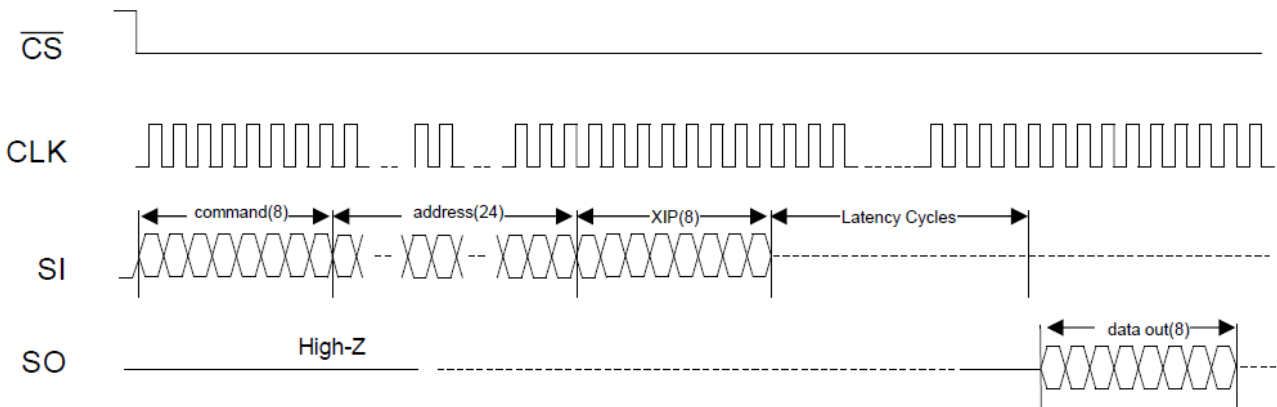 CS
CLK
command(8) address(24) XIP(8) Latency Cycles
SI
data out(8)
High-Z
SO